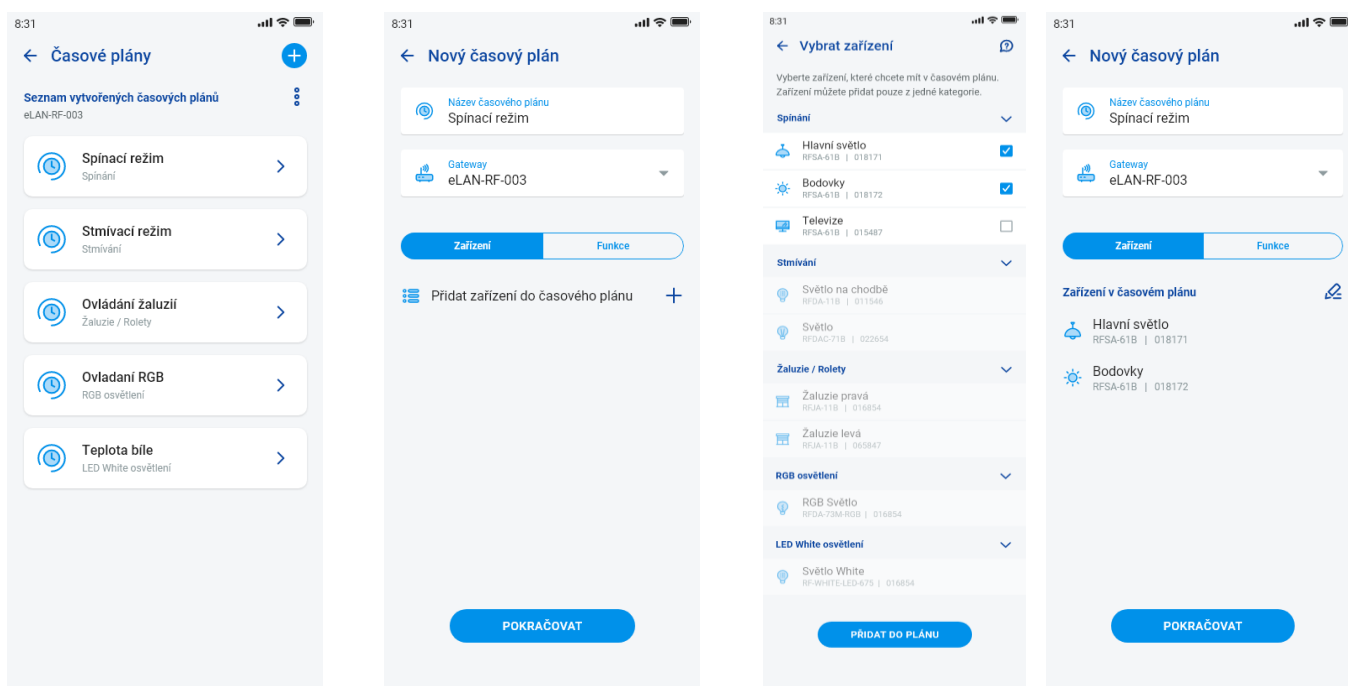 8:31
Časové plány
Seznam vytvořených časových plánů
eLAN-RF-003
Spínací režim
Spínání
Stmívací režim
Stmívání
Ovládání žaluzií
Žaluzie / Rolety
Ovladaní RGB
RGB osvětlení
Teplota bíle
LED White osvětlení
8:31
Nový časový plán
Název časového plánu
Spínací režim
Gateway
eLAN-RF-003
Zařízení
Funkce
Přidat zařízení do časového plánu
POKRAČOVAT
8:31
Vybrat zařízení
Vyberte zařízení, které chcete mít v časovém plánu.
Zařízení můžete přidat pouze z jedné kategorie.
Spínání
Hlavní světlo
RFSA-61B | 018171
Bodovky
RFSA-61B | 018172
Televize
RFSA-61B | 015487
Stmívání
Světlo na chodbě
RFDA-11B | 011546
Světlo
RFDAC-71B | 022654
Žaluzie / Rolety
Žaluzie pravá
RFJA-11B | 016854
Žaluzie levá
RFJA-11B | 065847
RGB osvětlení
RGB Světlo
RFDA-73M-RGB | 016854
LED White osvětlení
Světlo White
RF-WHITE-LED-675 | 016854
PŘIDAT DO PLÁNU
8:31
Nový časový plán
Název časového plánu
Spínací režim
Gateway
eLAN-RF-003
Zařízení
Funkce
Zařízení v časovém plánu
Hlavní světlo
RFSA-61B | 018171
Bodovky
RFSA-61B | 018172
POKRAČOVAT